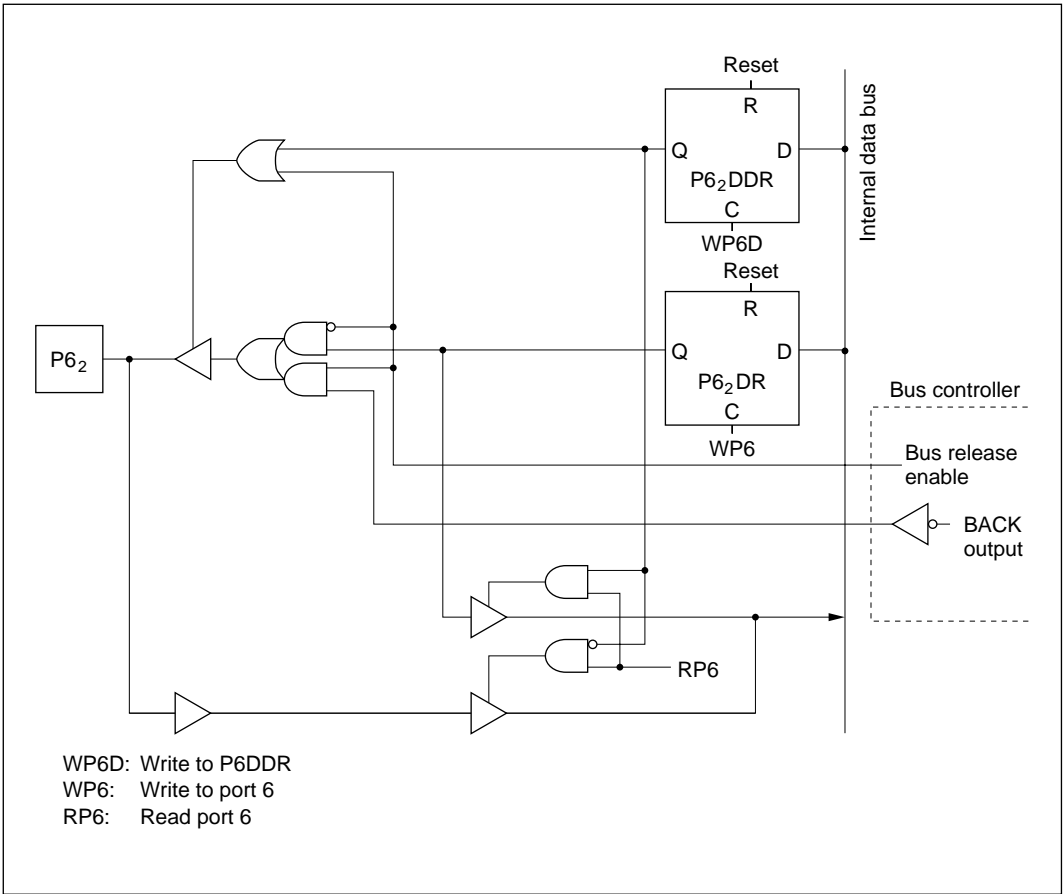 Reset
R
Q D
P6₂DDR
C
WP6D
Internal data bus
Reset
R
Q D
P6₂DR
C
WP6
P6₂
Bus controller
Bus release
enable
BACK
output
RP6
WP6D: Write to P6DDR
WP6: Write to port 6
RP6: Read port 6